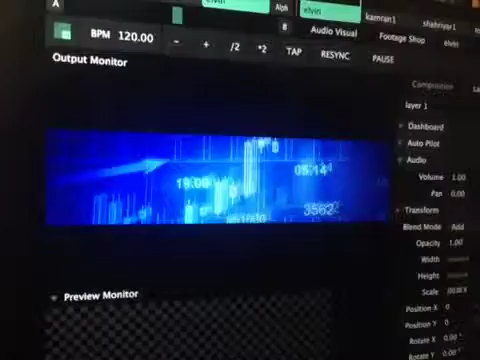 A
elvin
Alph
B
elvin
kamran1
shahriyar1
BPM 120.00
- + /2 *2 TAP RESYNC PAUSE
Audio Visual
Footage Shop
elvin
Output Monitor
Composition
layer 1
Dashboard
Auto Pilot
Audio
Volume 1.00
Pan 0.00
Transform
Blend Mode Add
Opacity 1.00
Width
Height
Scale
Position X 0
Position Y 0
Rotate X 0.00°
Rotate Y 0.00°
19:00
05.14
3562
Preview Monitor